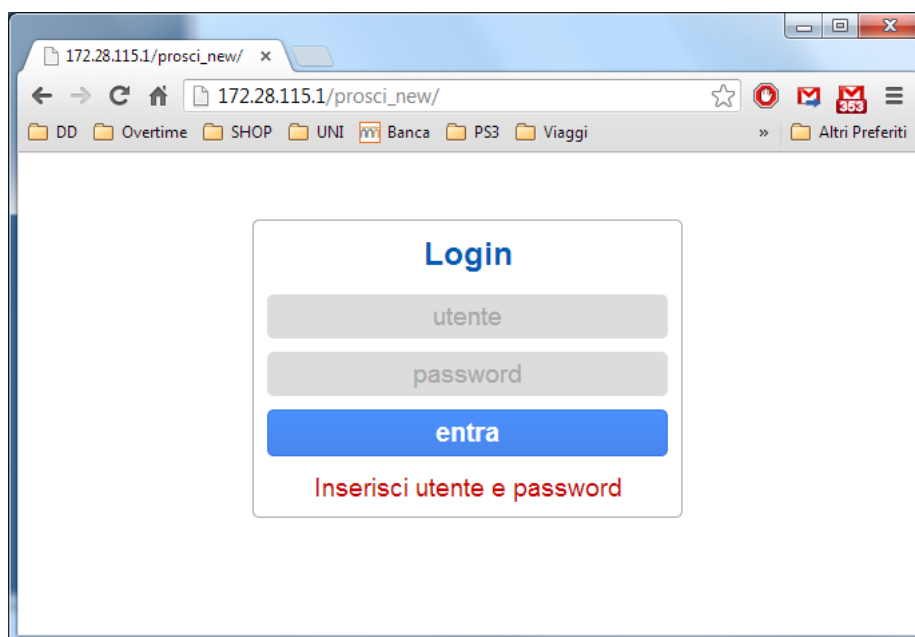 172.28.115.1/prosci_new/
172.28.115.1/prosci_new/
353
DD Overtime SHOP UNI Banca PS3 Viaggi » Altri Preferiti
Login
utente
password
entra
Inserisci utente e password